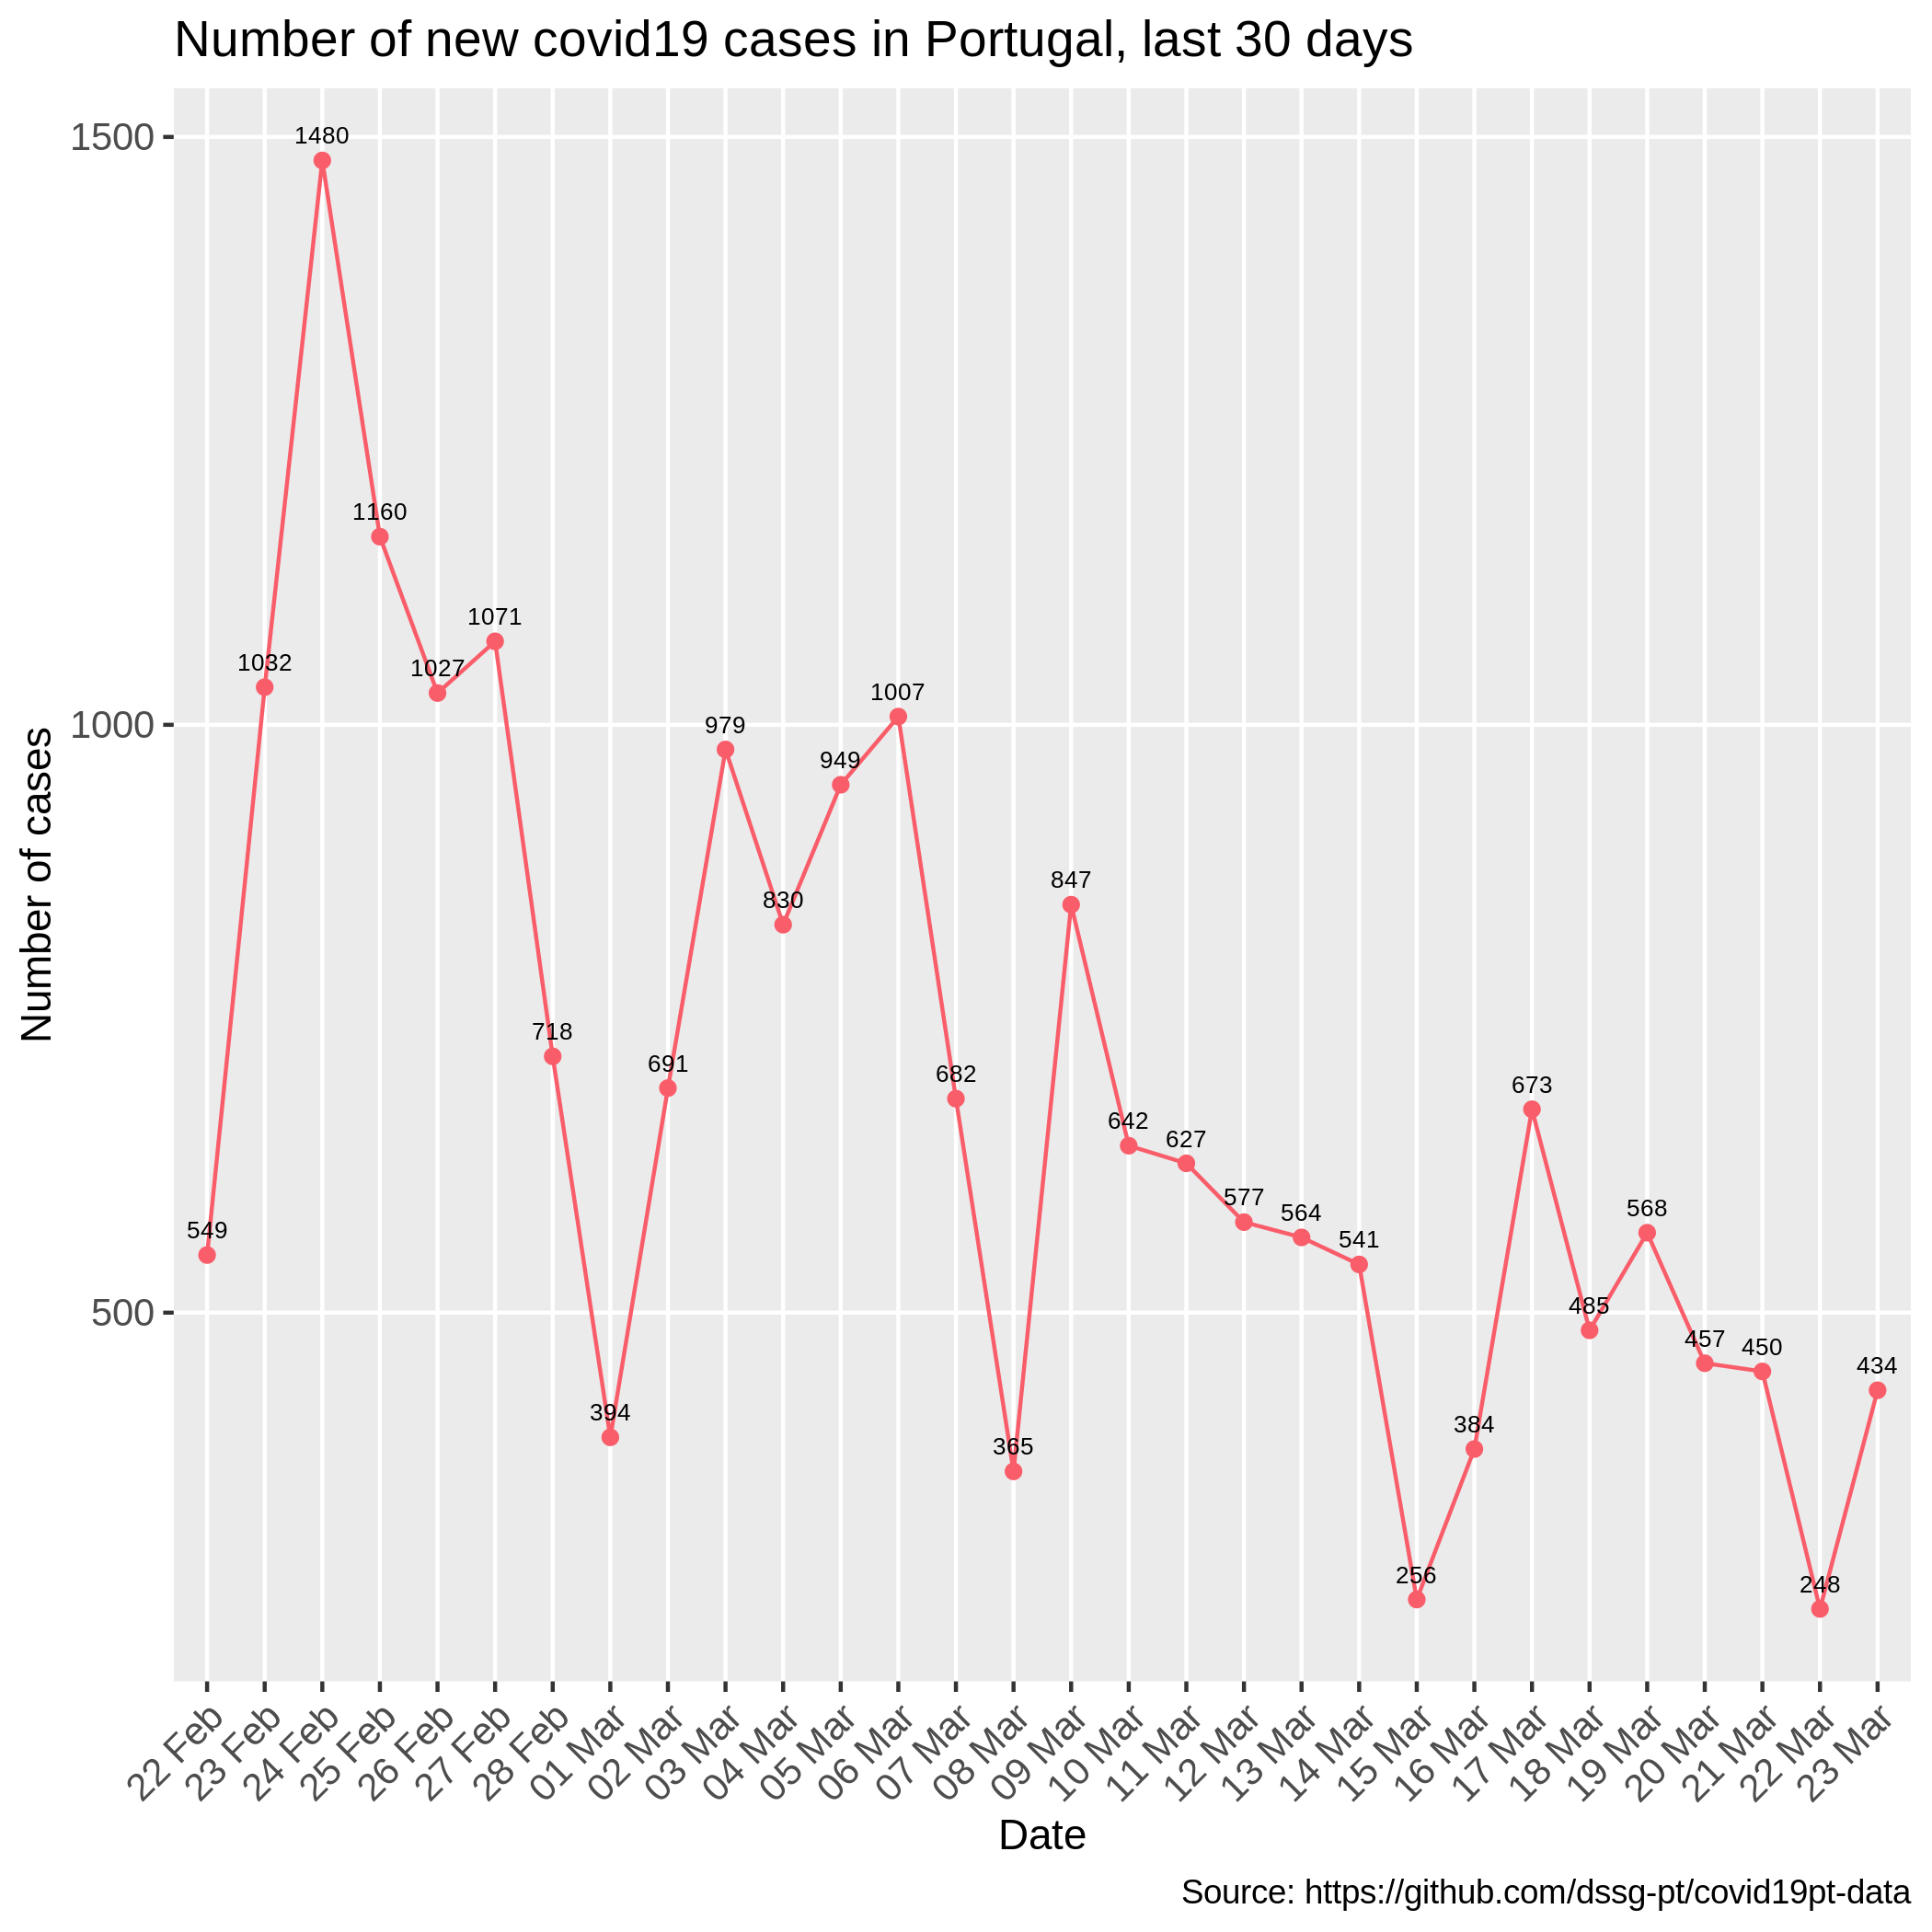 Number of new covid19 cases in Portugal, last 30 days
Number of cases
1500
1000
500
549
1032
1480
1160
1027
1071
718
394
691
979
830
949
1007
682
365
847
642
627
577
564
541
256
384
673
485
568
457
450
248
434
22 Feb
23 Feb
24 Feb
25 Feb
26 Feb
27 Feb
28 Feb
01 Mar
02 Mar
03 Mar
04 Mar
05 Mar
06 Mar
07 Mar
08 Mar
09 Mar
10 Mar
11 Mar
12 Mar
13 Mar
14 Mar
15 Mar
16 Mar
17 Mar
18 Mar
19 Mar
20 Mar
21 Mar
22 Mar
23 Mar
Date
Source: https://github.com/dssg-pt/covid19pt-data